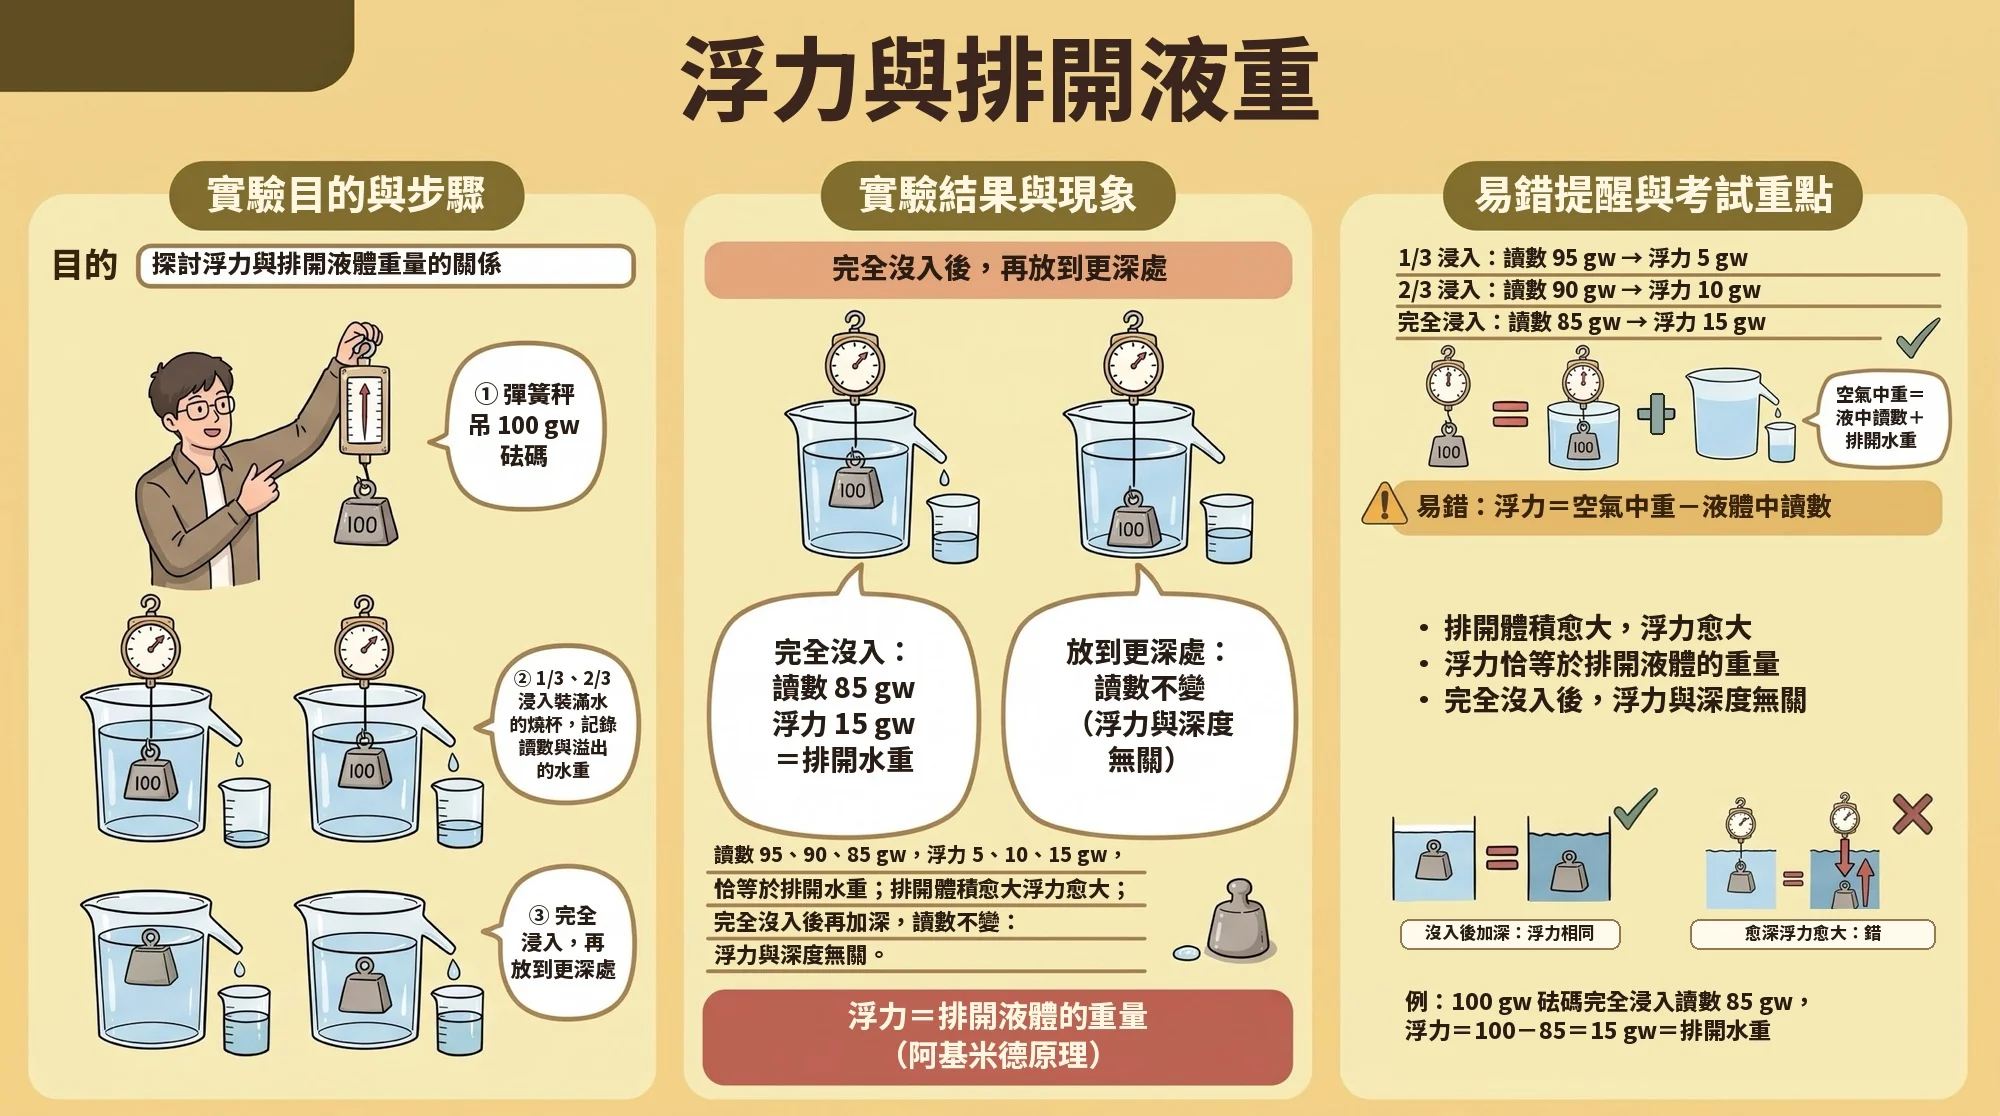 浮力與排開液重
實驗目的與步驟
目的
探討浮力與排開液體重量的關係
① 彈簧秤
吊 100 gw
砝碼
100
② 1/3、2/3
浸入裝滿水
的燒杯，記錄
讀數與溢出
的水重
100
100
③ 完全
浸入，再
放到更深處
實驗結果與現象
完全沒入後，再放到更深處
100
100
完全沒入：
讀數 85 gw
浮力 15 gw
＝排開水重
放到更深處：
讀數不變
（浮力與深度
無關）
讀數 95、90、85 gw，浮力 5、10、15 gw，
恰等於排開水重；排開體積愈大浮力愈大；
完全沒入後再加深，讀數不變：
浮力與深度無關。
浮力＝排開液體的重量
（阿基米德原理）
易錯提醒與考試重點
1/3 浸入：讀數 95 gw → 浮力 5 gw
2/3 浸入：讀數 90 gw → 浮力 10 gw
完全浸入：讀數 85 gw → 浮力 15 gw
100
100
空氣中重＝
液中讀數＋
排開水重
易錯：浮力＝空氣中重－液體中讀數
• 排開體積愈大，浮力愈大
• 浮力恰等於排開液體的重量
• 完全沒入後，浮力與深度無關
沒入後加深：浮力相同
愈深浮力愈大：錯
例：100 gw 砝碼完全浸入讀數 85 gw，
浮力＝100－85＝15 gw＝排開水重